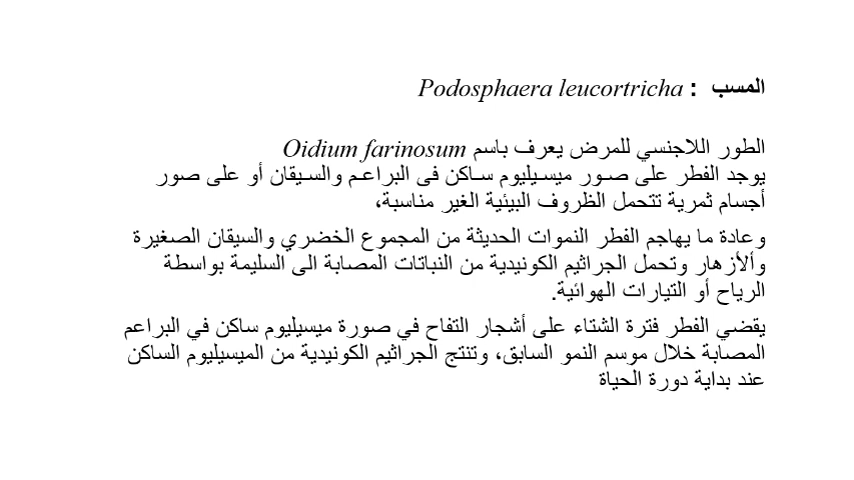 المسب : Podosphaera leucortricha
الطور اللاجنسي للمرض يعرف باسم Oidium farinosum
يوجد الفطر على صور ميسيليوم ساكن فى البراعم والسيقان أو على صور
أجسام ثمرية تتحمل الظروف البيئية الغير مناسبة،
وعادة ما يهاجم الفطر النموات الحديثة من المجموع الخضري والسيقان الصغيرة
وألأزهار وتحمل الجراثيم الكونيدية من النباتات المصابة الى السليمة بواسطة
الرياح أو التيارات الهوائية.
يقضي الفطر فترة الشتاء على أشجار التفاح في صورة ميسيليوم ساكن في البراعم
المصابة خلال موسم النمو السابق، وتنتج الجراثيم الكونيدية من الميسيليوم الساكن
عند بداية دورة الحياة